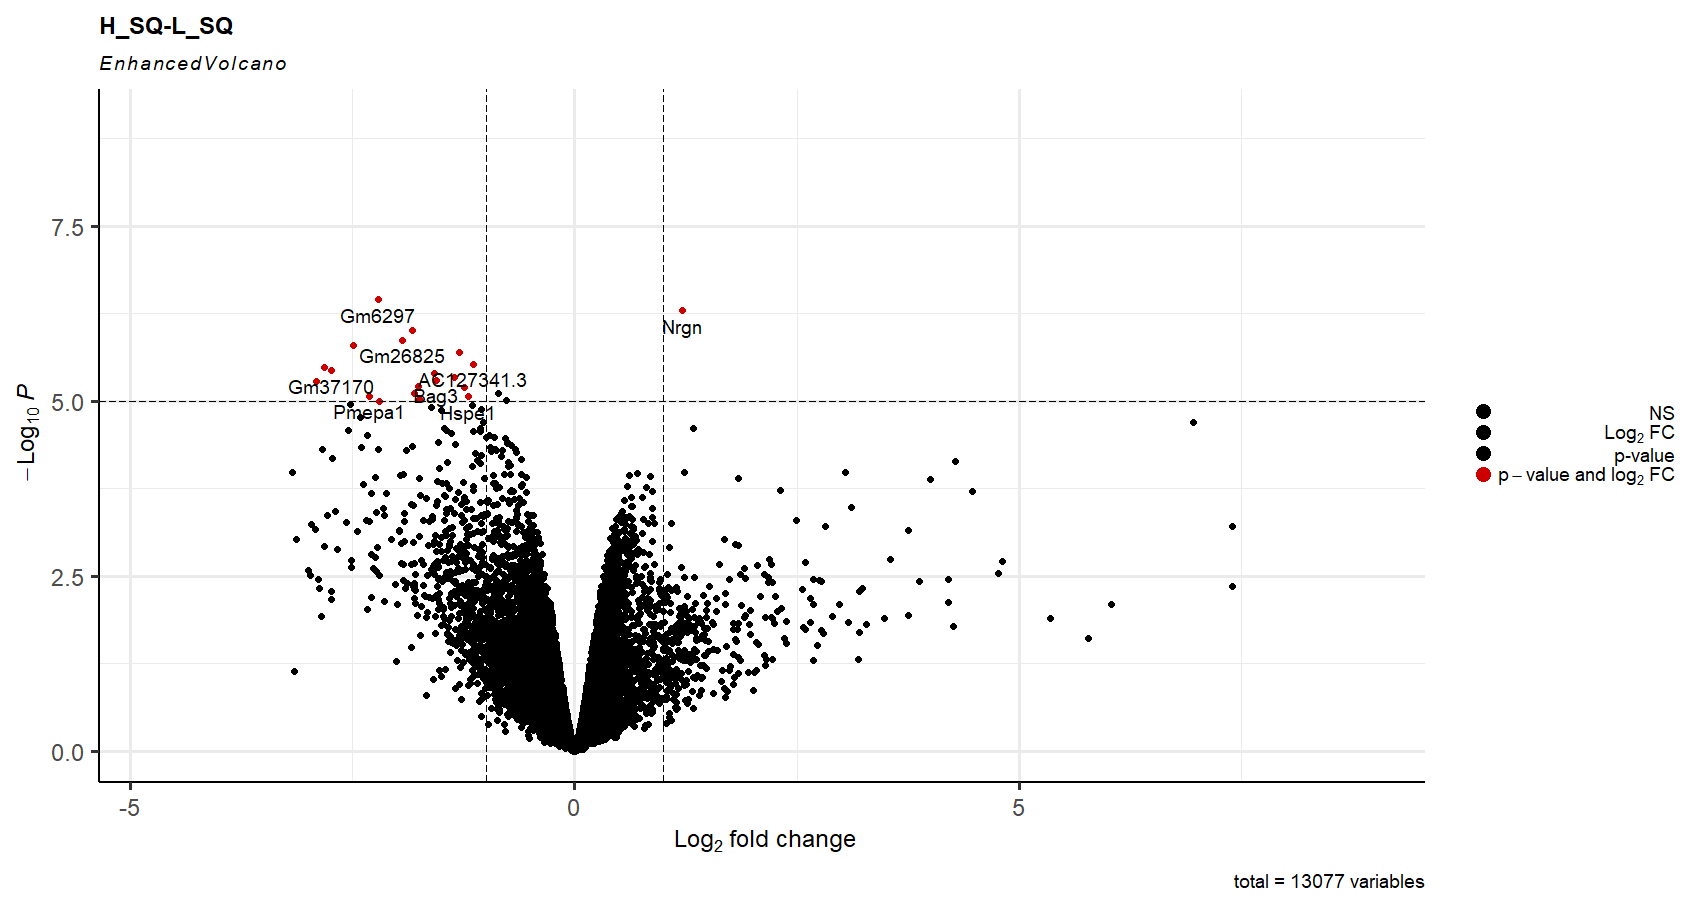 H_SQ-L_SQ
EnhancedVolcano
−Log10 P
7.5
5.0
2.5
0.0
Gm6297
Nrgn
Gm26825
AC127341.3
Gm37170
Bag3
Pmepa1
Hspe1
NS
Log2 FC
p-value
p − value and log2 FC
-5
0
5
Log2 fold change
total = 13077 variables